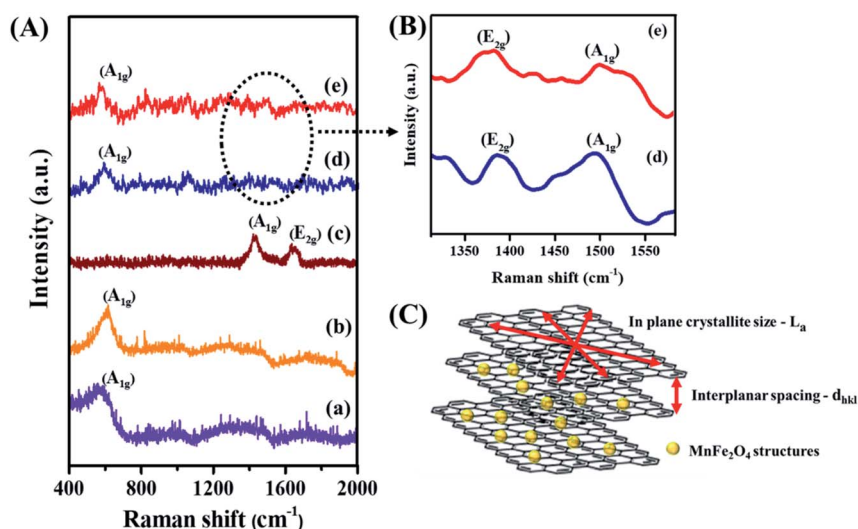 (A)
(A1g)
(e)
(A1g)
(d)
(A1g)
(E2g)
(c)
(A1g)
(b)
(A1g)
(a)
Intensity (a.u.)
400 800 1200 1600 2000
Raman shift (cm-1)
(B)
(E2g)
(A1g)
(e)
(E2g)
(A1g)
(d)
Intensity (a.u.)
1350 1400 1450 1500 1550
Raman shift (cm-1)
(C)
In plane crystallite size - La
Interplanar spacing - dhkl
MnFe2O4 structures